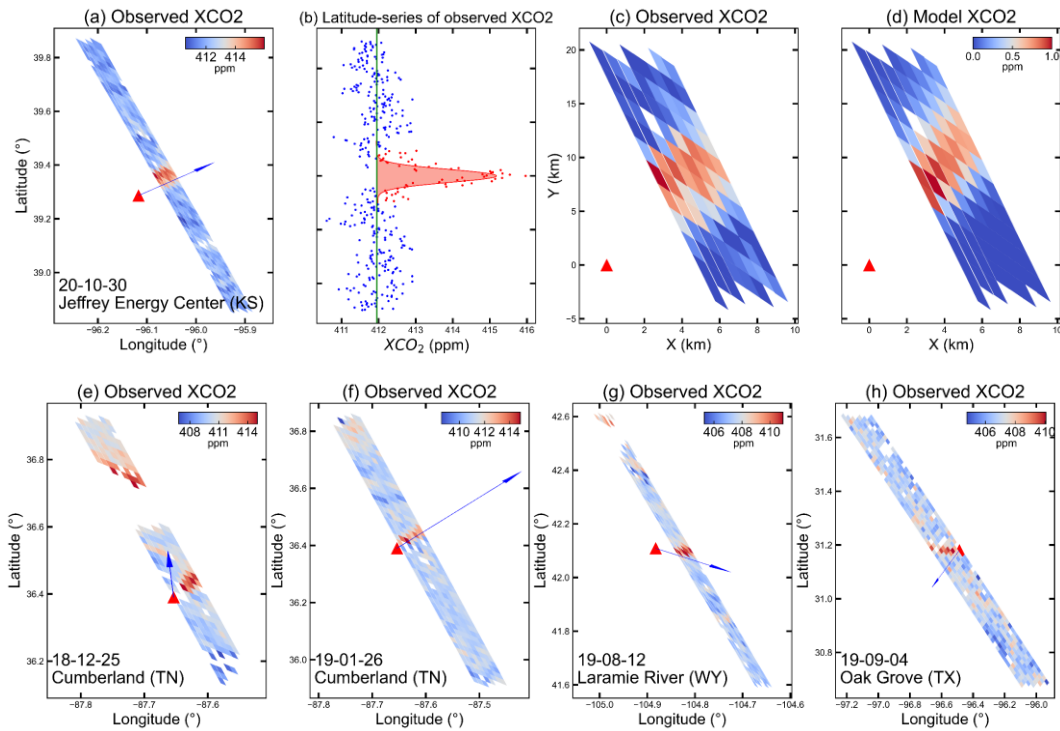 (a) Observed XCO2
412 414
ppm
39.8
39.6
39.4
39.2
39.0
Latitude (°)
20-10-30
Jeffrey Energy Center (KS)
−96.2 −96.1 −96.0 −95.9
Longitude (°)
(b) Latitude-series of observed XCO2
411 412 413 414 415 416
XCO2 (ppm)
(c) Observed XCO2
20
15
10
5
0
−5
Y (km)
0 2 4 6 8 10
X (km)
(d) Model XCO2
0.0 0.5 1.0
ppm
0 2 4 6 8 10
X (km)
(e) Observed XCO2
408 411 414
ppm
36.8
36.6
36.4
36.2
Latitude (°)
18-12-25
Cumberland (TN)
−87.8 −87.7 −87.6
Longitude (°)
(f) Observed XCO2
410 412 414
ppm
36.8
36.6
36.4
36.2
36.0
Latitude (°)
19-01-26
Cumberland (TN)
−87.8 −87.7 −87.6 −87.5
Longitude (°)
(g) Observed XCO2
406 408 410
ppm
42.6
42.4
42.2
42.0
41.8
41.6
Latitude (°)
19-08-12
Laramie River (WY)
−105.0 −104.9 −104.8 −104.7 −104.6
Longitude (°)
(h) Observed XCO2
406 408 410
ppm
31.6
31.4
31.2
31.0
30.8
Latitude (°)
19-09-04
Oak Grove (TX)
−97.2 −97.0 −96.8 −96.6 −96.4 −96.2 −96.0
Longitude (°)